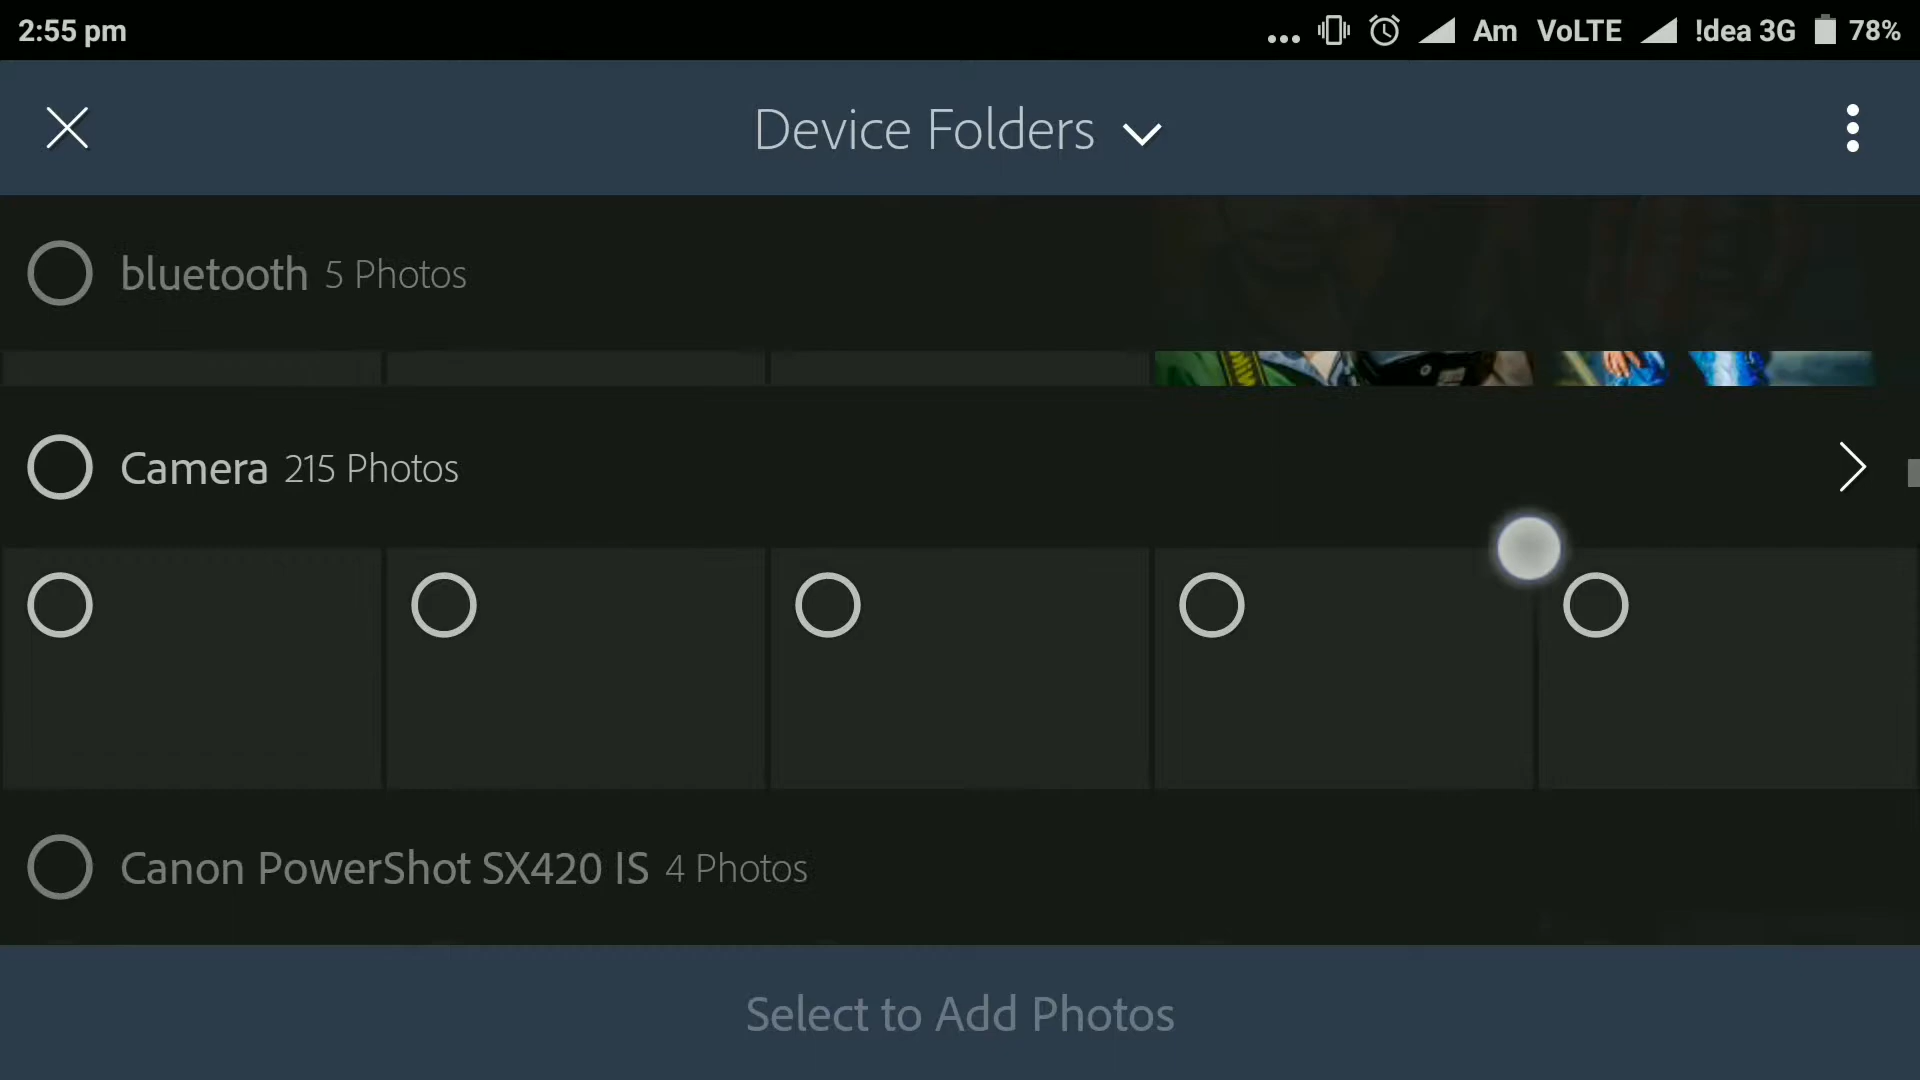 2:55 pm ... Am VoLTE !dea 3G 78%
Device Folders
bluetooth 5 Photos
Camera 215 Photos
Canon PowerShot SX420 IS 4 Photos
Select to Add Photos